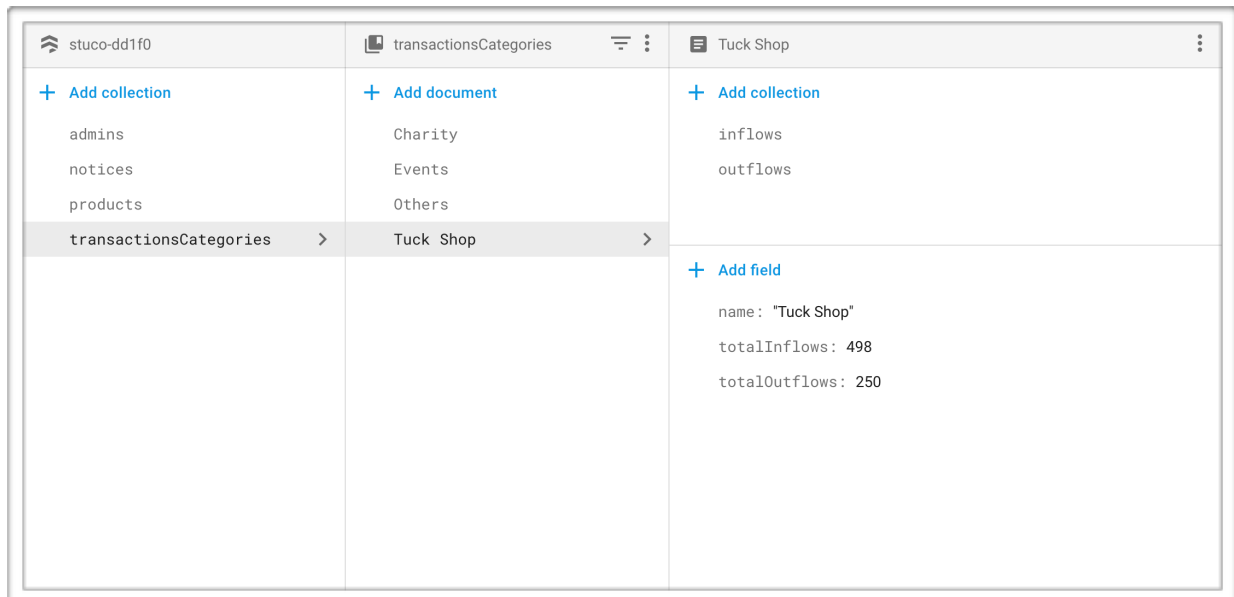 stuco-dd1f0
Add collection
admins
notices
products
transactionsCategories
transactionsCategories
Add document
Charity
Events
Others
Tuck Shop
Tuck Shop
Add collection
inflows
outflows
Add field
name: "Tuck Shop"
totalInflows: 498
totalOutflows: 250